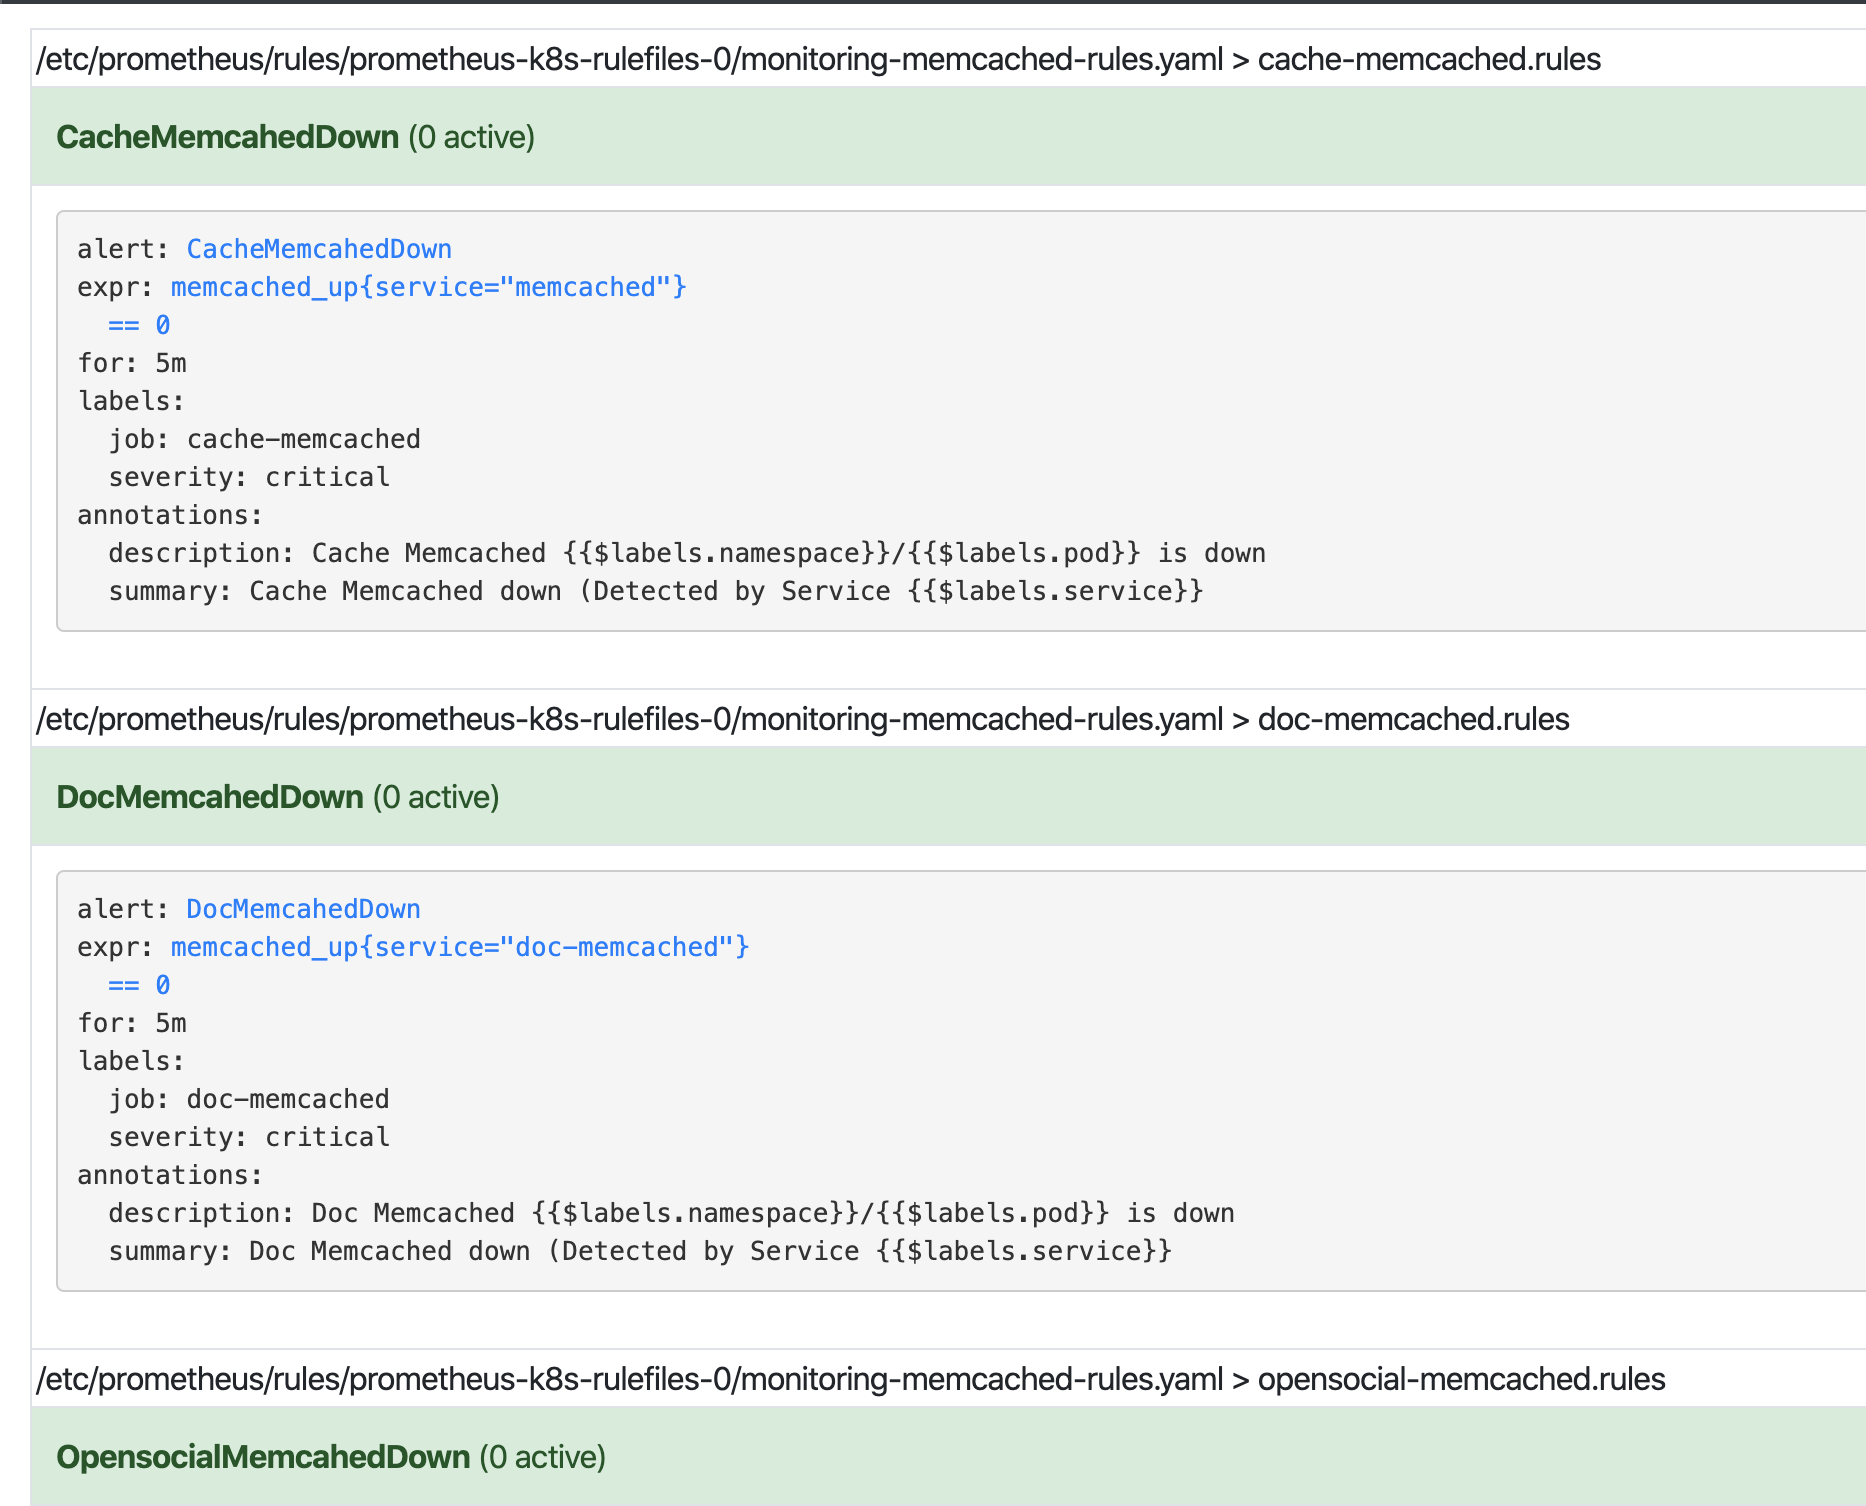 /etc/prometheus/rules/prometheus-k8s-rulefiles-0/monitoring-memcached-rules.yaml > cache-memcached.rules
CacheMemcahedDown (0 active)
alert: CacheMemcahedDown
expr: memcached_up{service="memcached"}
  == 0
for: 5m
labels:
  job: cache-memcached
  severity: critical
annotations:
  description: Cache Memcached {{$labels.namespace}}/{{$labels.pod}} is down
  summary: Cache Memcached down (Detected by Service {{$labels.service}}
/etc/prometheus/rules/prometheus-k8s-rulefiles-0/monitoring-memcached-rules.yaml > doc-memcached.rules
DocMemcahedDown (0 active)
alert: DocMemcahedDown
expr: memcached_up{service="doc-memcached"}
  == 0
for: 5m
labels:
  job: doc-memcached
  severity: critical
annotations:
  description: Doc Memcached {{$labels.namespace}}/{{$labels.pod}} is down
  summary: Doc Memcached down (Detected by Service {{$labels.service}}
/etc/prometheus/rules/prometheus-k8s-rulefiles-0/monitoring-memcached-rules.yaml > opensocial-memcached.rules
OpensocialMemcahedDown (0 active)